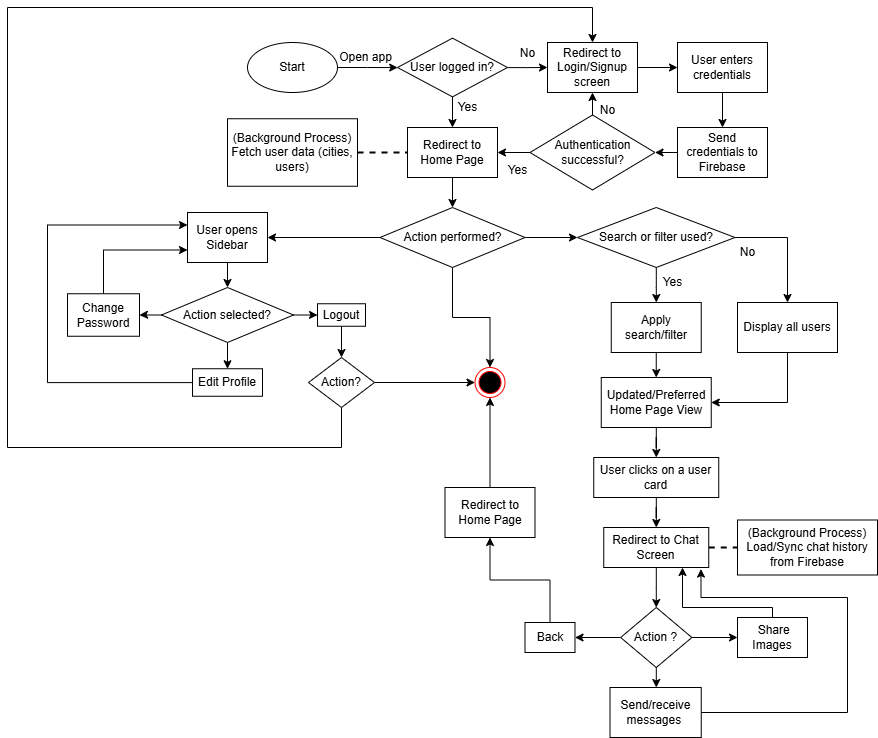 Start
Open app
User logged in?
No
Redirect to
Login/Signup
screen
User enters
credentials
Yes
No
(Background Process)
Fetch user data (cities,
users)
Redirect to
Home Page
Yes
Authentication
successful?
Send
credentials to
Firebase
User opens
Sidebar
Action performed?
Search or filter used?
No
Yes
Change
Password
Action selected?
Logout
Apply
search/filter
Display all users
Edit Profile
Action?
Updated/Preferred
Home Page View
User clicks on a user
card
Redirect to
Home Page
Redirect to Chat
Screen
(Background Process)
Load/Sync chat history
from Firebase
Back
Action ?
Share
Images
Send/receive
messages